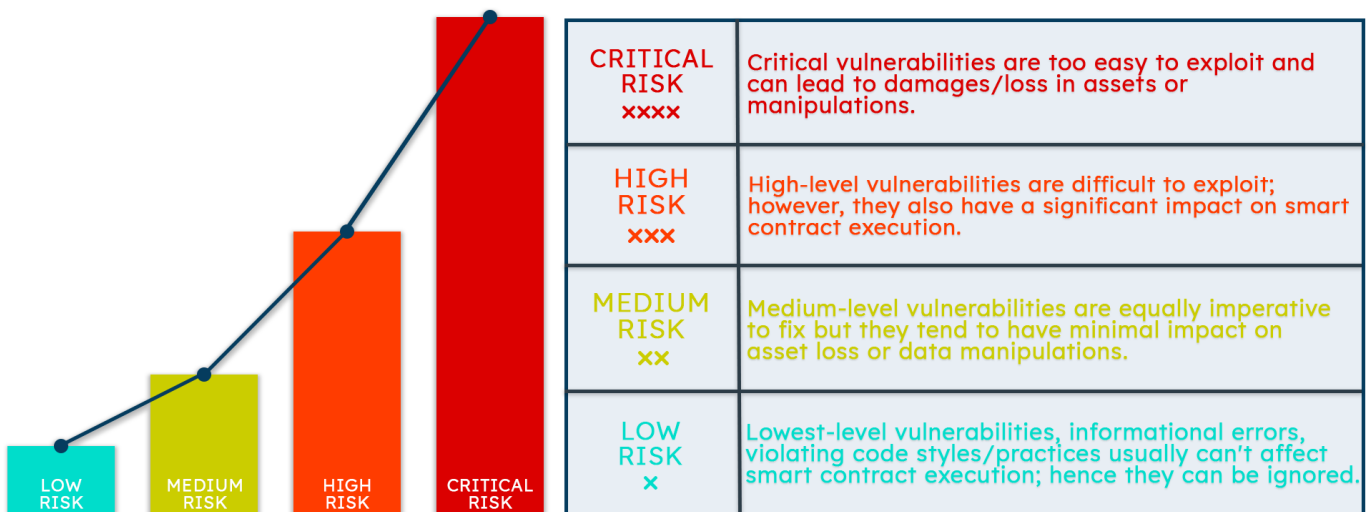 LOW
RISK
MEDIUM
RISK
HIGH
RISK
CRITICAL
RISK
CRITICAL
RISK
××××
Critical vulnerabilities are too easy to exploit and
can lead to damages/loss in assets or
manipulations.
HIGH
RISK
×××
High-level vulnerabilities are difficult to exploit;
however, they also have a significant impact on smart
contract execution.
MEDIUM
RISK
××
Medium-level vulnerabilities are equally imperative
to fix but they tend to have minimal impact on
asset loss or data manipulations.
LOW
RISK
×
Lowest-level vulnerabilities, informational errors,
violating code styles/practices usually can't affect
smart contract execution; hence they can be ignored.